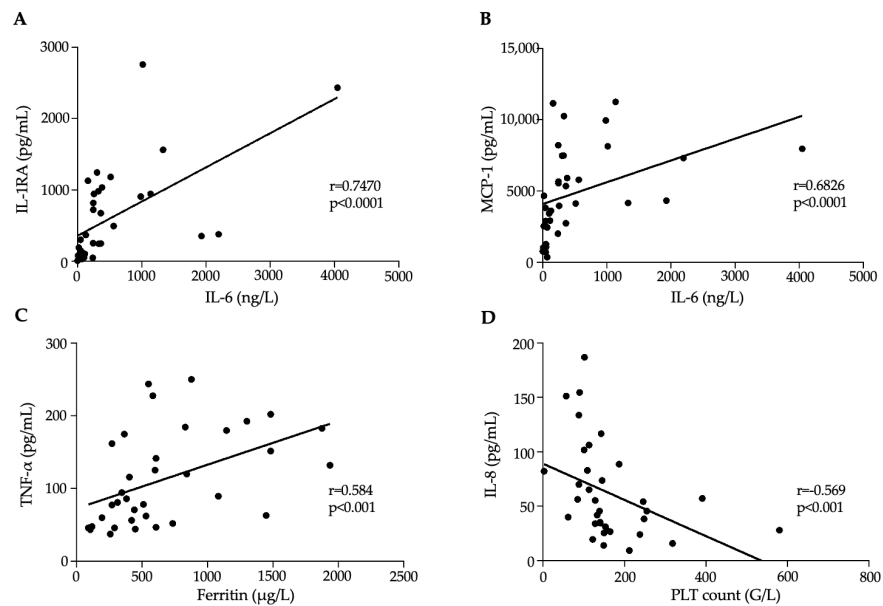 A
3000
2000
1000
0
IL-1RA (pg/mL)
r=0.7470
p<0.0001
0 1000 2000 3000 4000 5000
IL-6 (ng/L)
B
15,000
10,000
5000
0
MCP-1 (pg/mL)
r=0.6826
p<0.0001
0 1000 2000 3000 4000 5000
IL-6 (ng/L)
C
300
200
100
0
TNF-α (pg/mL)
r=0.584
p<0.001
0 500 1000 1500 2000 2500
Ferritin (µg/L)
D
200
150
100
50
0
IL-8 (pg/mL)
r=-0.569
p<0.001
0 200 400 600 800
PLT count (G/L)